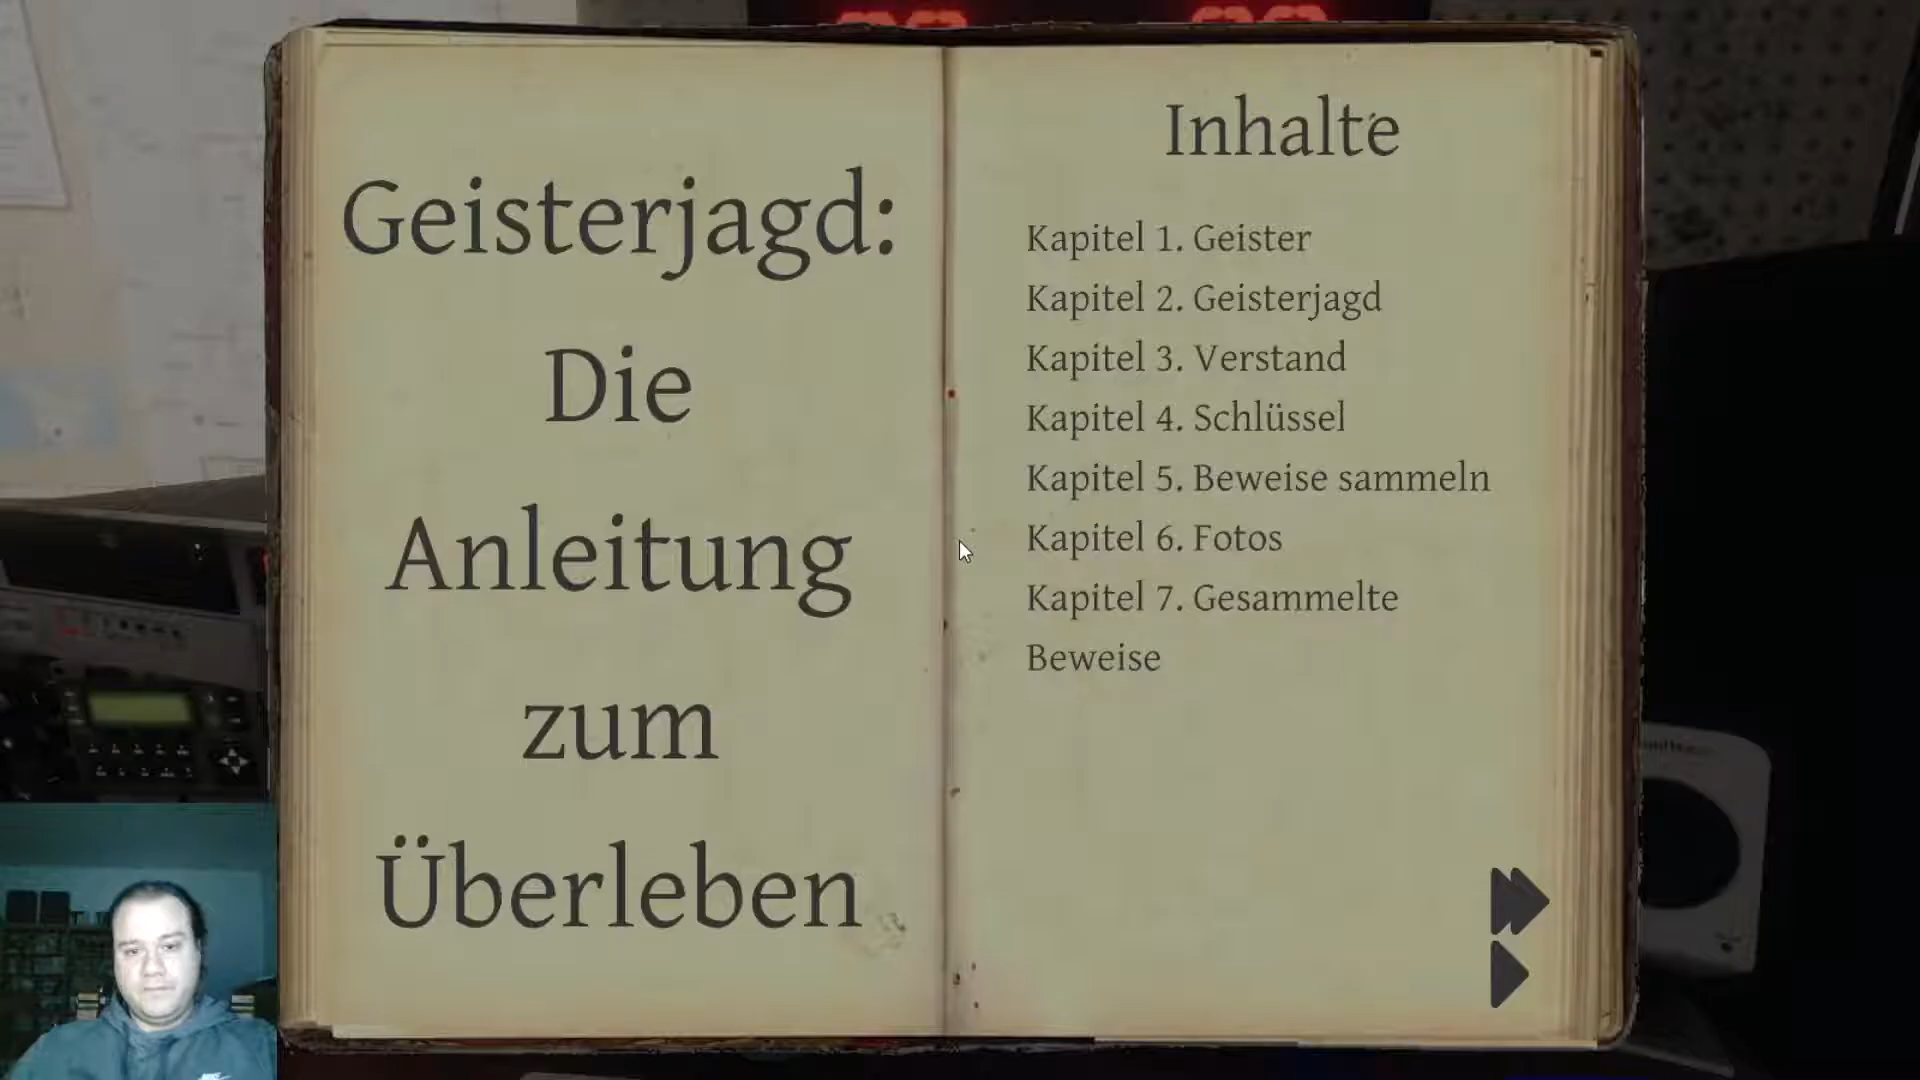 Geisterjagd:
Die
Anleitung
zum
Überleben
Inhalte
Kapitel 1. Geister
Kapitel 2. Geisterjagd
Kapitel 3. Verstand
Kapitel 4. Schlüssel
Kapitel 5. Beweise sammeln
Kapitel 6. Fotos
Kapitel 7. Gesammelte
Beweise